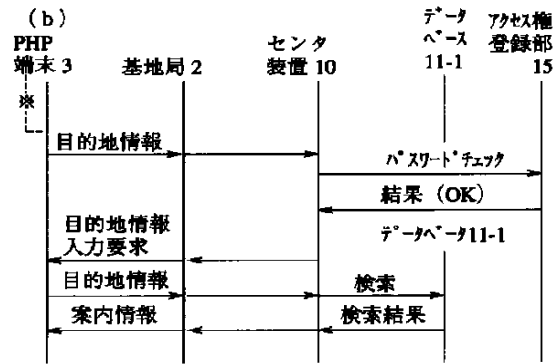 (b)
PHP
端末 3
※
基地局 2
センタ
装置 10
データ
ベース
11-1
アクセス権
登録部
15
目的地情報
パスワードチェック
結果 (OK)
データベータ11-1
目的地情報
入力要求
目的地情報
検索
案内情報
検索結果